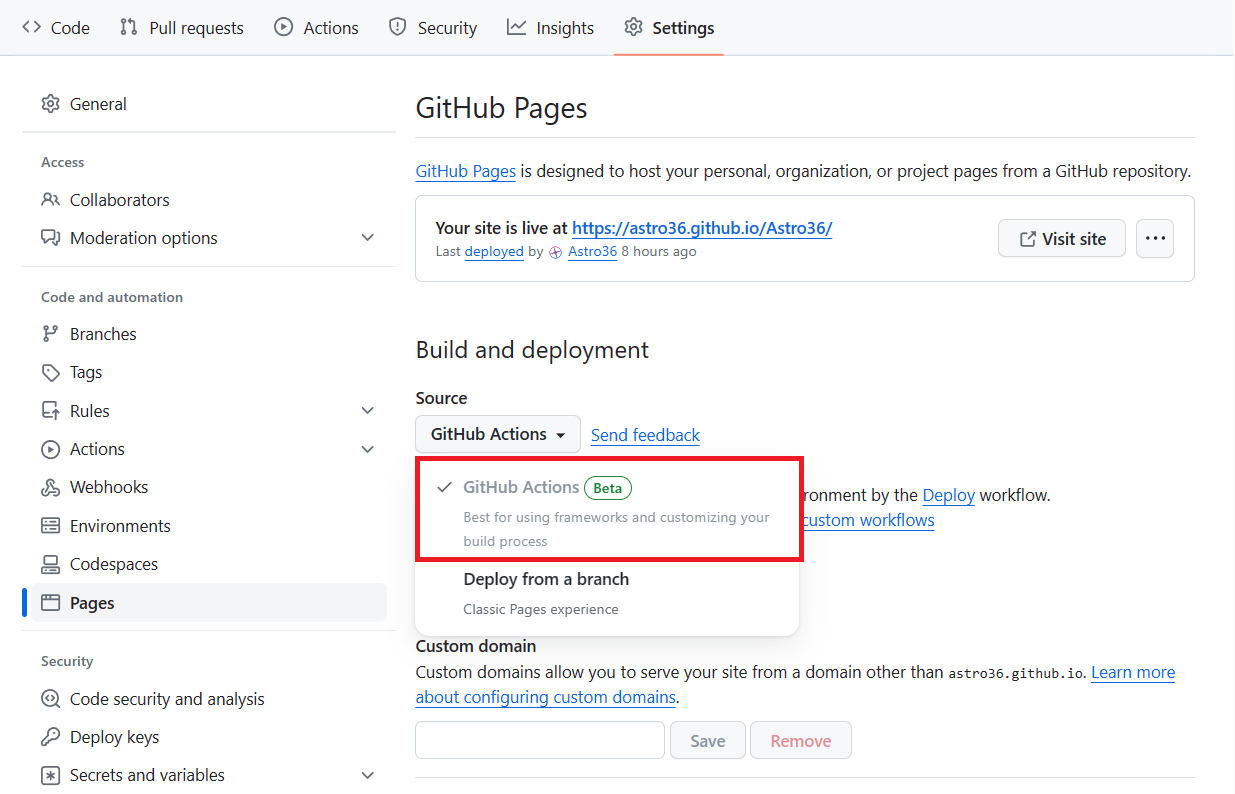 Code Pull requests Actions Security Insights Settings
General
Access
Collaborators
Moderation options
Code and automation
Branches
Tags
Rules
Actions
Webhooks
Environments
Codespaces
Pages
Security
Code security and analysis
Deploy keys
Secrets and variables
GitHub Pages
GitHub Pages is designed to host your personal, organization, or project pages from a GitHub repository.
Your site is live at https://astro36.github.io/Astro36/
Last deployed by Astro36 8 hours ago
Visit site
Build and deployment
Source
GitHub Actions Send feedback
GitHub Actions Beta
Best for using frameworks and customizing your
build process
by the Deploy workflow.
custom workflows
Deploy from a branch
Classic Pages experience
Custom domain
Custom domains allow you to serve your site from a domain other than astro36.github.io. Learn more
about configuring custom domains.
Save Remove